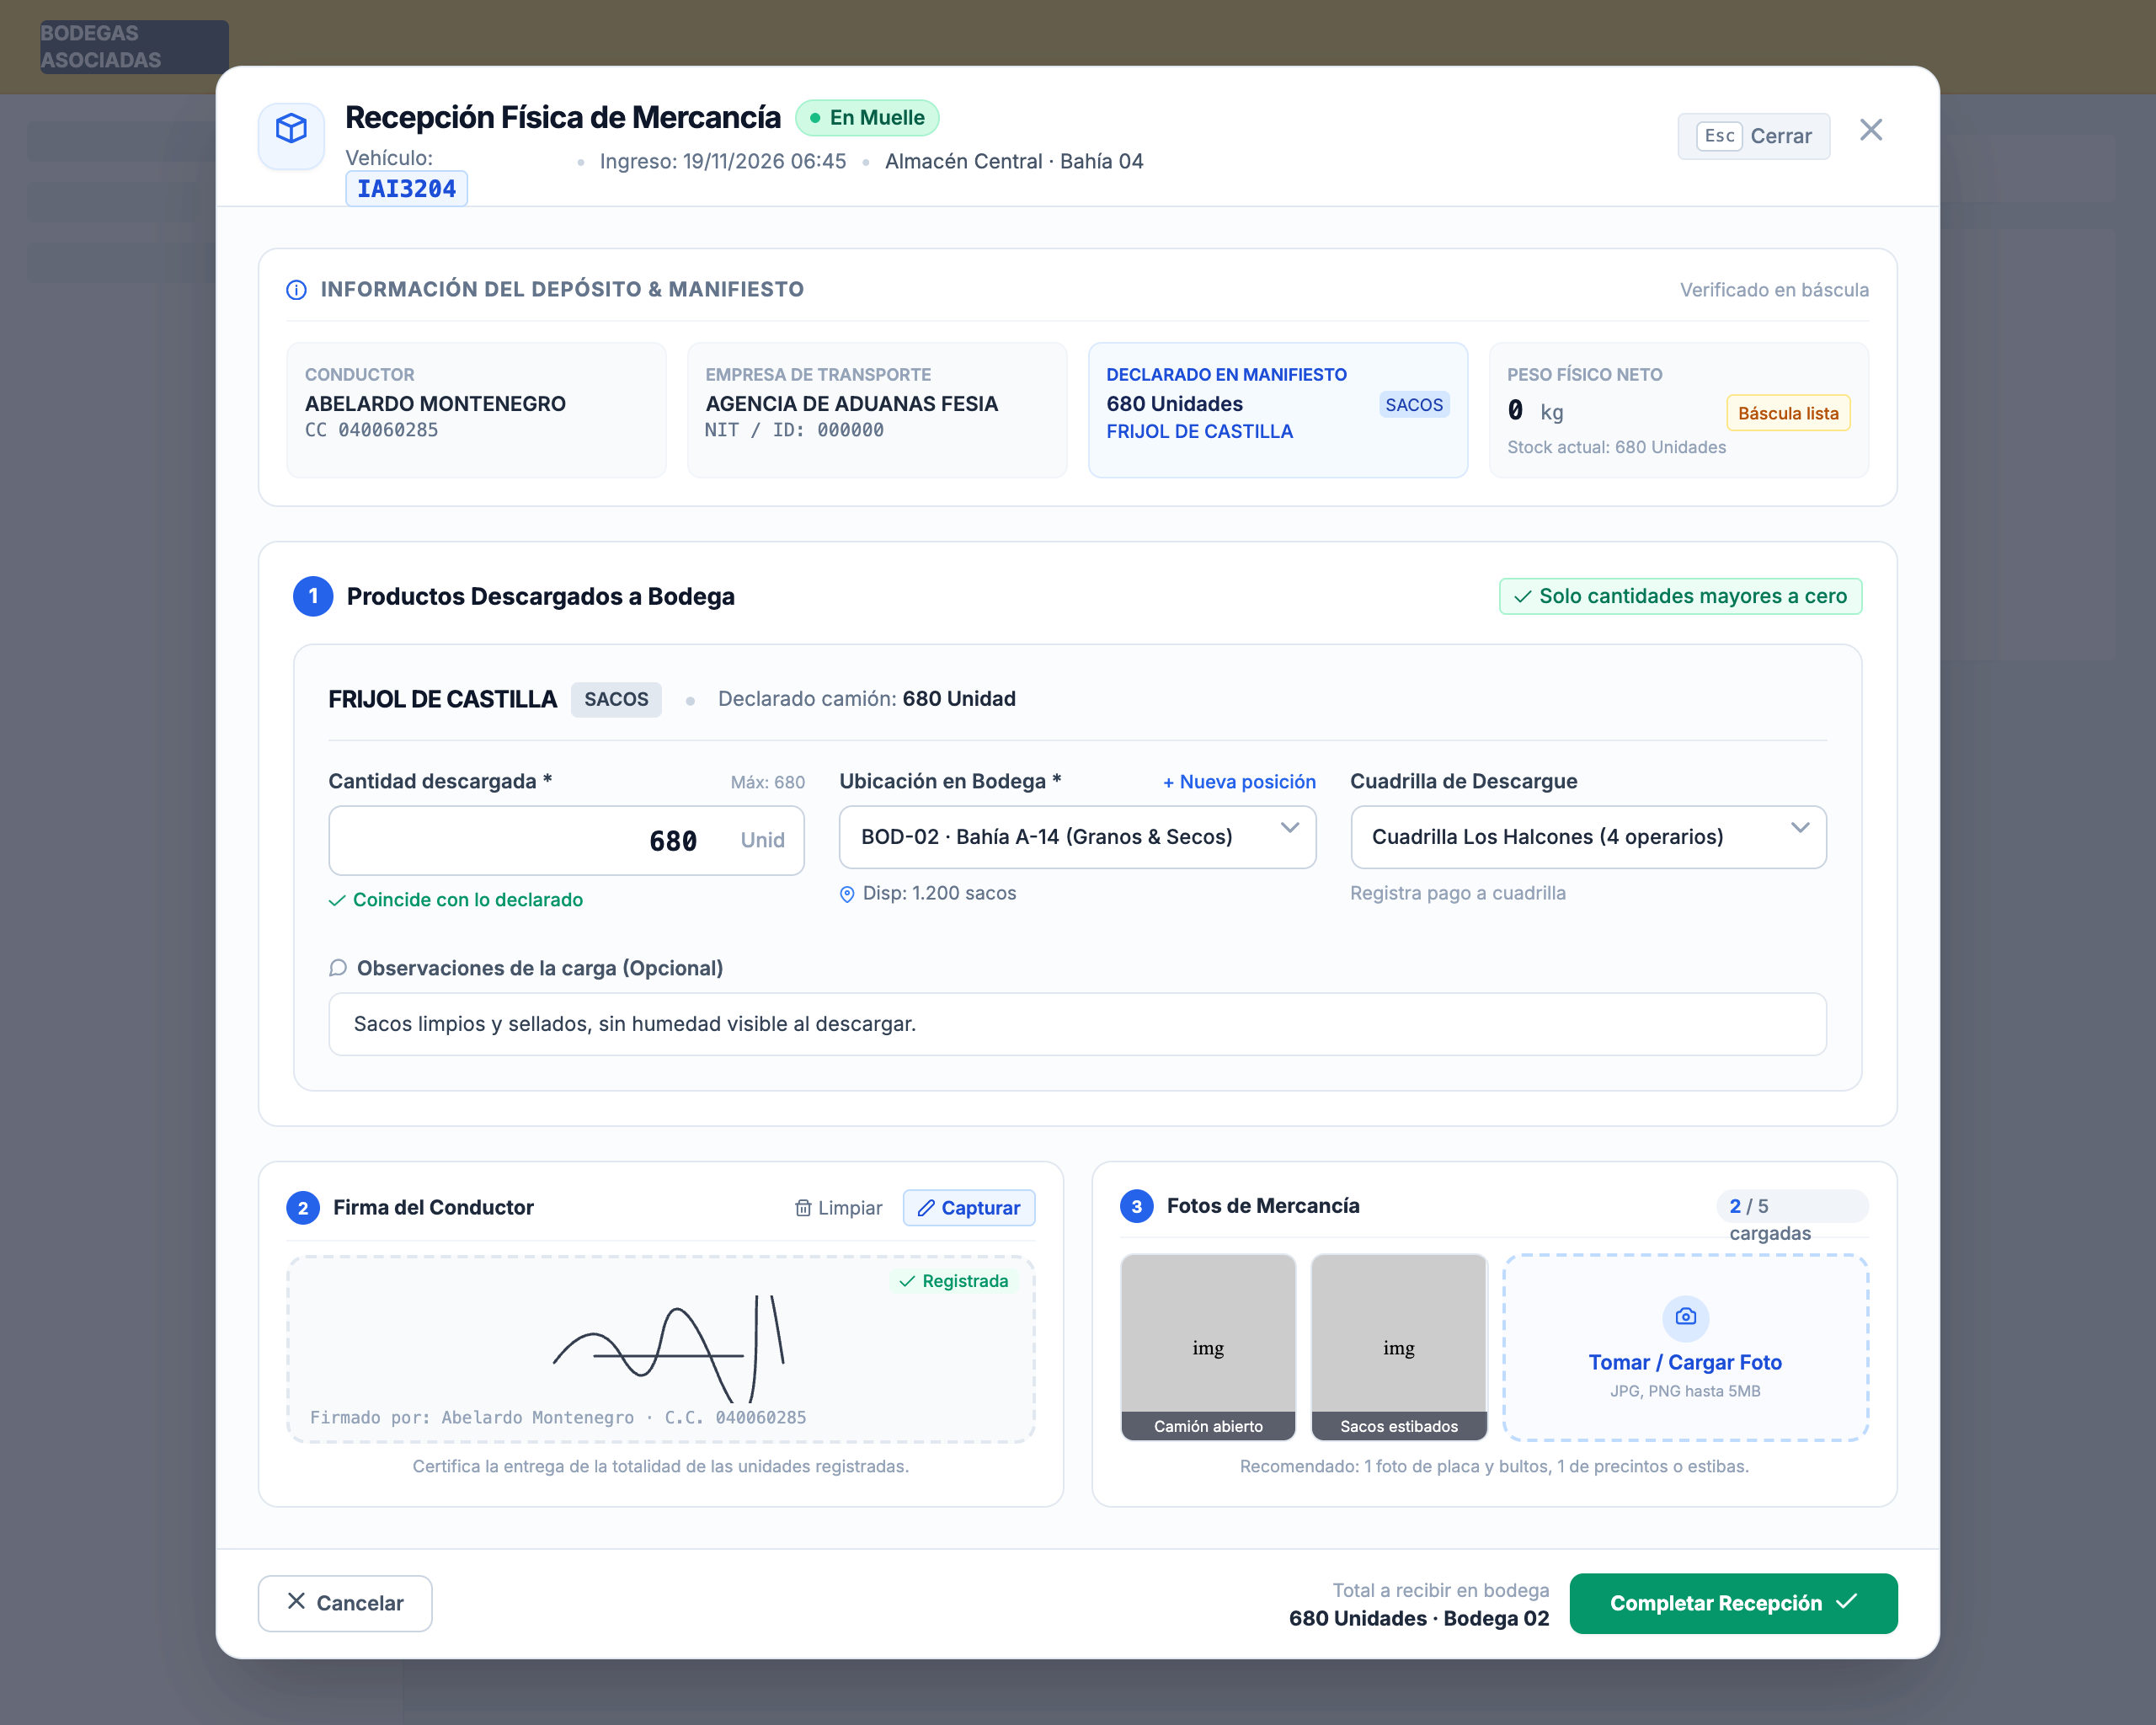 BODEGAS
ASOCIADAS
Recepción Física de Mercancía
En Muelle
Vehículo:
IAI3204
• Ingreso: 19/11/2026 06:45 • Almacén Central · Bahía 04
Esc Cerrar
INFORMACIÓN DEL DEPÓSITO & MANIFIESTO
Verificado en báscula
CONDUCTOR
ABELARDO MONTENEGRO
CC 040060285
EMPRESA DE TRANSPORTE
AGENCIA DE ADUANAS FESIA
NIT / ID: 000000
DECLARADO EN MANIFIESTO
680 Unidades
SACOS
FRIJOL DE CASTILLA
PESO FÍSICO NETO
0 kg
Báscula lista
Stock actual: 680 Unidades
1 Productos Descargados a Bodega
Solo cantidades mayores a cero
FRIJOL DE CASTILLA SACOS • Declarado camión: 680 Unidad
Cantidad descargada *
Máx: 680
680 Unid
Coincide con lo declarado
Ubicación en Bodega *
+ Nueva posición
BOD-02 · Bahía A-14 (Granos & Secos)
Disp: 1.200 sacos
Cuadrilla de Descargue
Cuadrilla Los Halcones (4 operarios)
Registra pago a cuadrilla
Observaciones de la carga (Opcional)
Sacos limpios y sellados, sin humedad visible al descargar.
2 Firma del Conductor
Limpiar
Capturar
Registrada
Firmado por: Abelardo Montenegro · C.C. 040060285
Certifica la entrega de la totalidad de las unidades registradas.
3 Fotos de Mercancía
2 / 5
cargadas
img
Camión abierto
img
Sacos estibados
Tomar / Cargar Foto
JPG, PNG hasta 5MB
Recomendado: 1 foto de placa y bultos, 1 de precintos o estibas.
Cancelar
Total a recibir en bodega
680 Unidades · Bodega 02
Completar Recepción